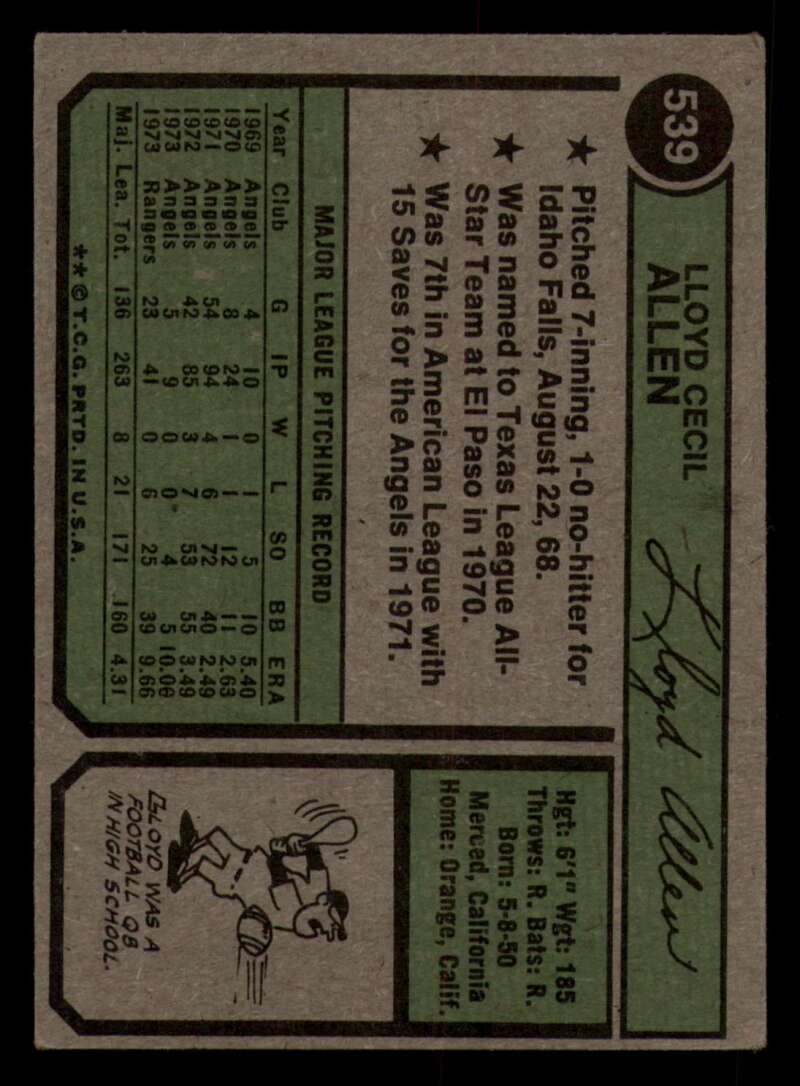 539
LLOYD CECIL
ALLEN
Lloyd Allen
★ Pitched 7-inning, 1-0 no-hitter for
Idaho Falls, August 22, 68.
★ Was named to Texas League All-
Star Team at El Paso in 1970.
★ Was 7th in American League with
15 Saves for the Angels in 1971.
MAJOR LEAGUE PITCHING RECORD
Year Club G IP W L SO BB ERA
1969 Angels 4 10 0 1 5 10 5.40
1970 Angels 8 24 1 1 12 11 2.63
1971 Angels 54 94 4 6 72 40 2.49
1972 Angels 42 85 3 7 53 55 3.49
1973 Angels 5 9 0 0 4 5 10.00
1973 Rangers 23 41 0 6 25 39 9.66
Maj. Lea. Tot. 136 263 8 21 171 160 4.31
**© T.C.G. PRTD. IN U.S.A.
Hgt: 6'1" Wgt: 185
Throws: R. Bats: R.
Born: 5-8-50
Merced, California
Home: Orange, Calif.
LLOYD WAS A
FOOTBALL QB
IN HIGH SCHOOL.